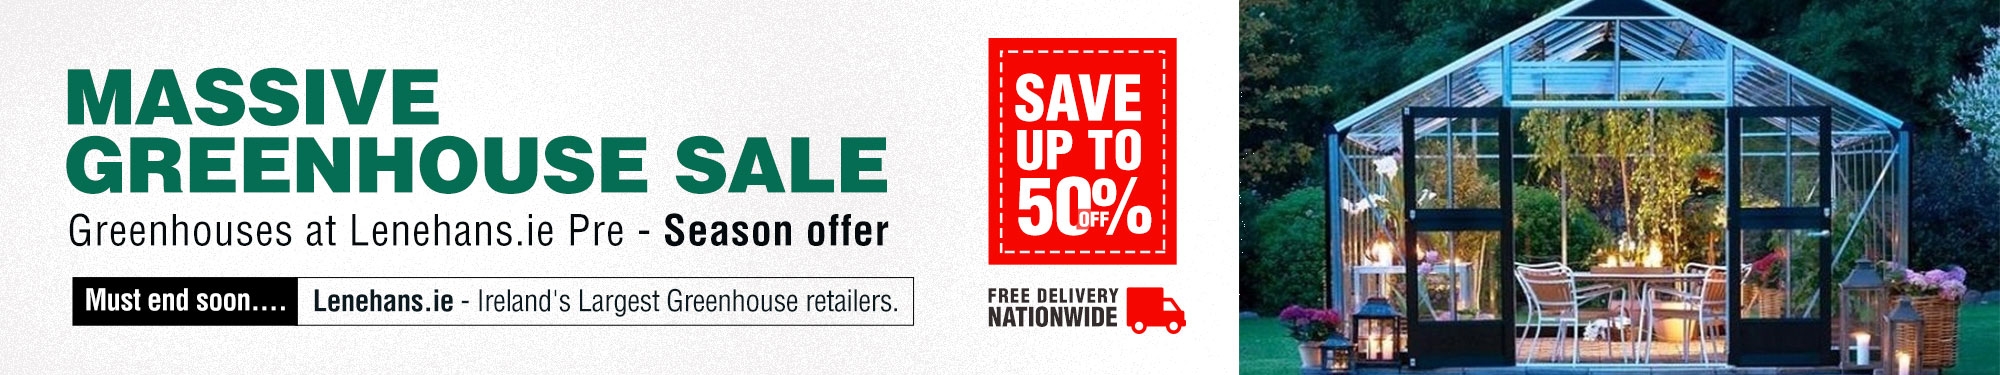 MASSIVE
GREENHOUSE SALE
Greenhouses at Lenehans.ie Pre - Season offer
Must end soon.... Lenehans.ie - Ireland's Largest Greenhouse retailers.
SAVE
UP TO
50% OFF
FREE DELIVERY
NATIONWIDE